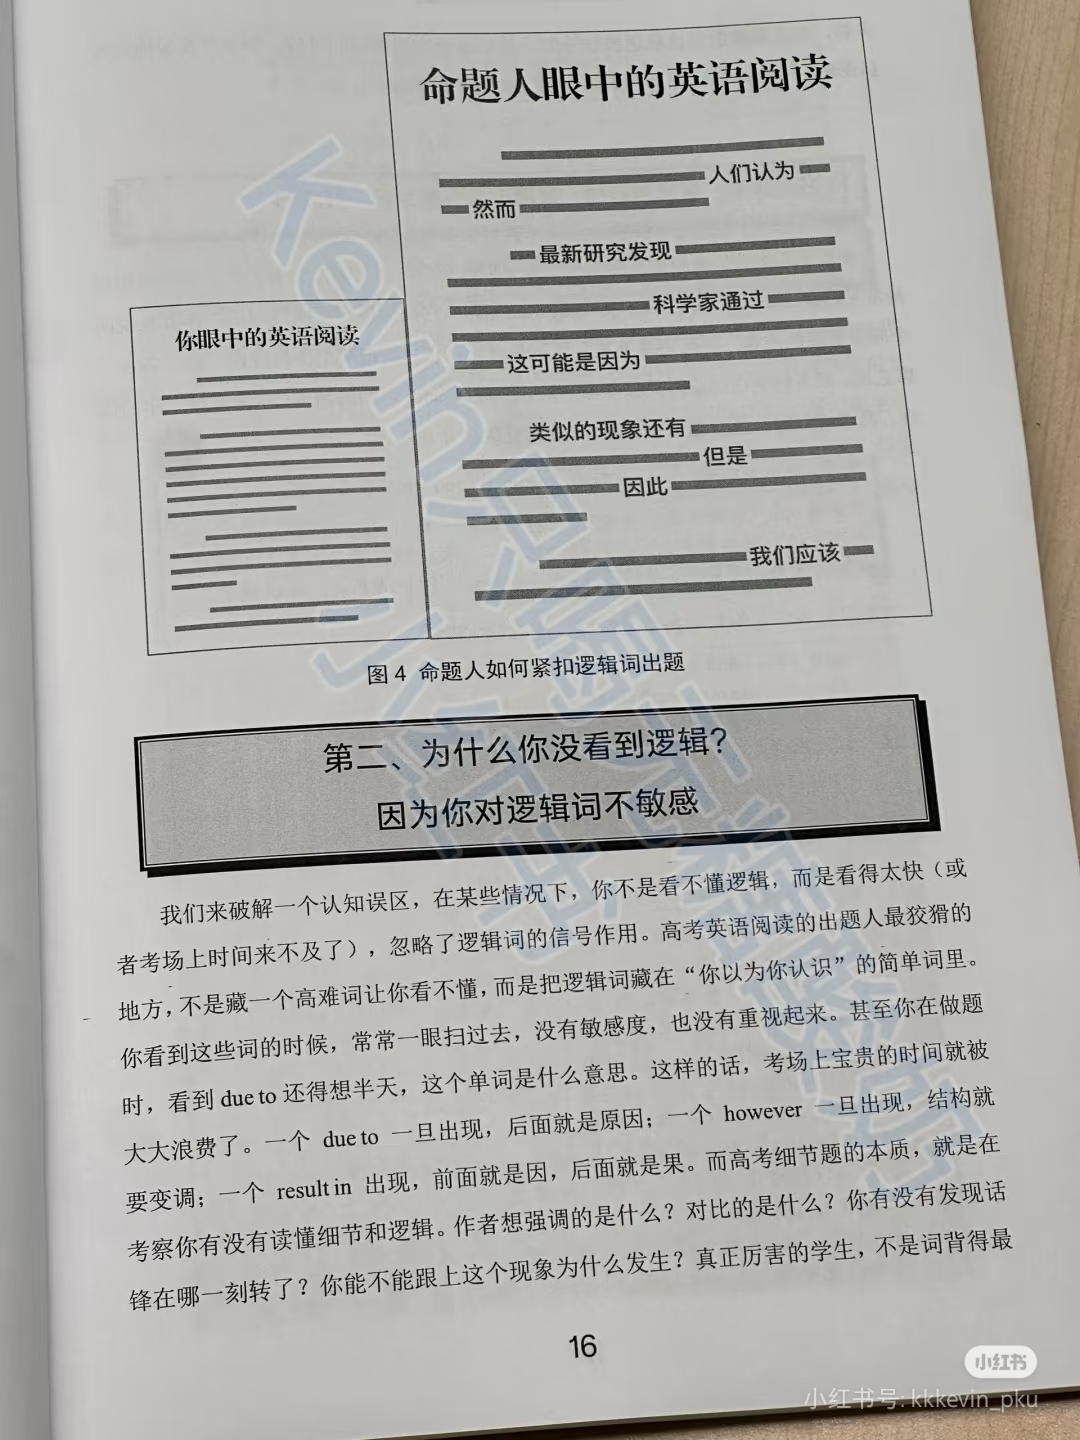 命题人眼中的英语阅读
人们认为
然而
最新研究发现
科学家通过
这可能是因为
类似的现象还有
但是
因此
我们应该
你眼中的英语阅读
图 4 命题人如何紧扣逻辑词出题
第二、为什么你没看到逻辑？
因为你对逻辑词不敏感
我们来破解一个认知误区，在某些情况下，你不是看不懂逻辑，而是看得太快（或
者考场上时间来不及了），忽略了逻辑词的信号作用。高考英语阅读的出题人最狡猾的
地方，不是藏一个高难词让你看不懂，而是把逻辑词藏在“你以为你认识”的简单词里。
你看到这些词的时候，常常一眼扫过去，没有敏感度，也没有重视起来。甚至你在做题
时，看到 due to 还得想半天，这个单词是什么意思。这样的话，考场上宝贵的时间就被
大大浪费了。一个 due to 一旦出现，后面就是原因；一个 however 一旦出现，结构就
要变调；一个 result in 出现，前面就是因，后面就是果。而高考细节题的本质，就是在
考察你有没有读懂细节和逻辑。作者想强调的是什么？对比的是什么？你有没有发现话
锋在哪一刻转了？你能不能跟上这个现象为什么发生？真正厉害的学生，不是词背得最
16
小红书
小红书号: kkkevin_pku